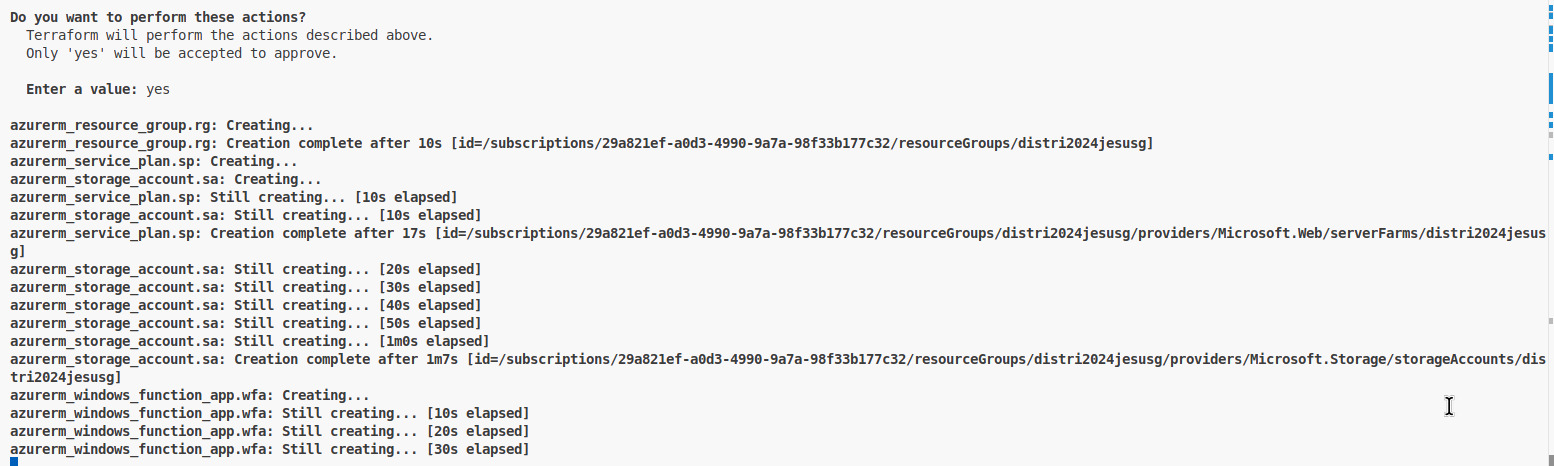 Do you want to perform these actions?
  Terraform will perform the actions described above.
  Only 'yes' will be accepted to approve.

  Enter a value: yes

azurerm_resource_group.rg: Creating...
azurerm_resource_group.rg: Creation complete after 10s [id=/subscriptions/29a821ef-a0d3-4990-9a7a-98f33b177c32/resourceGroups/distri2024jesusg]
azurerm_service_plan.sp: Creating...
azurerm_storage_account.sa: Creating...
azurerm_service_plan.sp: Still creating... [10s elapsed]
azurerm_storage_account.sa: Still creating... [10s elapsed]
azurerm_service_plan.sp: Creation complete after 17s [id=/subscriptions/29a821ef-a0d3-4990-9a7a-98f33b177c32/resourceGroups/distri2024jesusg/providers/Microsoft.Web/serverFarms/distri2024jesus
g]
azurerm_storage_account.sa: Still creating... [20s elapsed]
azurerm_storage_account.sa: Still creating... [30s elapsed]
azurerm_storage_account.sa: Still creating... [40s elapsed]
azurerm_storage_account.sa: Still creating... [50s elapsed]
azurerm_storage_account.sa: Still creating... [1m0s elapsed]
azurerm_storage_account.sa: Creation complete after 1m7s [id=/subscriptions/29a821ef-a0d3-4990-9a7a-98f33b177c32/resourceGroups/distri2024jesusg/providers/Microsoft.Storage/storageAccounts/dis
tri2024jesusg]
azurerm_windows_function_app.wfa: Creating...
azurerm_windows_function_app.wfa: Still creating... [10s elapsed]
azurerm_windows_function_app.wfa: Still creating... [20s elapsed]
azurerm_windows_function_app.wfa: Still creating... [30s elapsed]